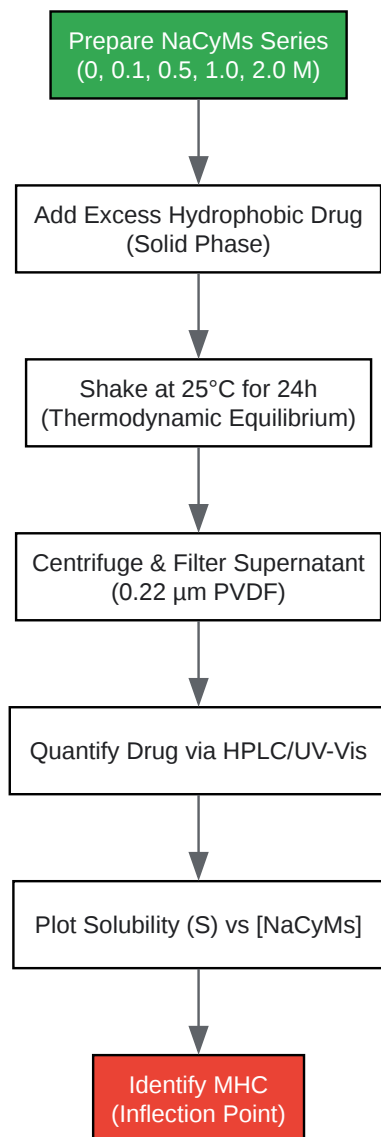 Prepare NaCyMs Series
(0, 0.1, 0.5, 1.0, 2.0 M)
Add Excess Hydrophobic Drug
(Solid Phase)
Shake at 25°C for 24h
(Thermodynamic Equilibrium)
Centrifuge & Filter Supernatant
(0.22 µm PVDF)
Quantify Drug via HPLC/UV-Vis
Plot Solubility (S) vs [NaCyMs]
Identify MHC
(Inflection Point)